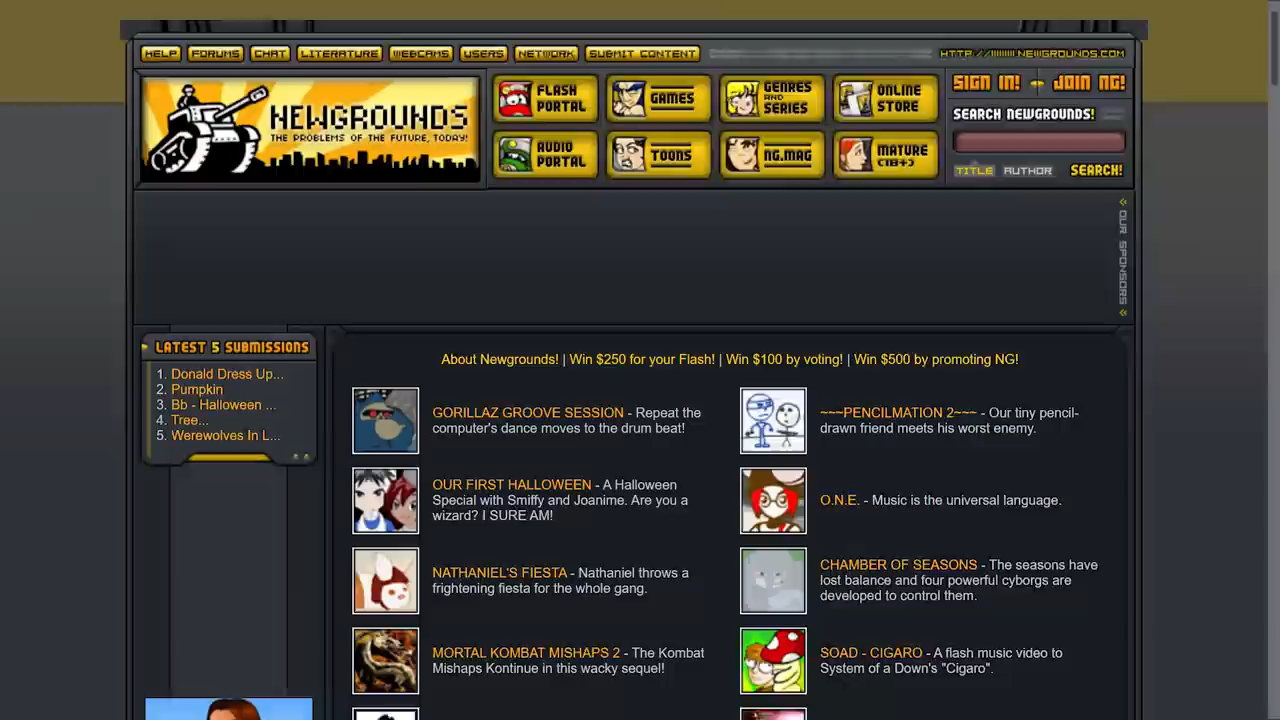 HELP FORUMS CHAT LITERATURE WEBCAMS USERS NETWORK SUBMIT CONTENT
NEWGROUNDS
THE PROBLEMS OF THE FUTURE, TODAY!
FLASH PORTAL
GAMES
GENRES AND SERIES
ONLINE STORE
AUDIO PORTAL
TOONS
NG.MAG
MATURE (18+)
SIGN IN! JOIN NG!
SEARCH NEWGROUNDS!
TITLE AUTHOR SEARCH!
« OUR SPONSORS «
LATEST 5 SUBMISSIONS
1. Donald Dress Up...
2. Pumpkin
3. Bb - Halloween ...
4. Tree...
5. Werewolves In L...
About Newgrounds! | Win $250 for your Flash! | Win $100 by voting! | Win $500 by promoting NG!
GORILLAZ GROOVE SESSION - Repeat the
computer's dance moves to the drum beat!
~~~PENCILMATION 2~~~ - Our tiny pencil-
drawn friend meets his worst enemy.
OUR FIRST HALLOWEEN - A Halloween
Special with Smiffy and Joanime. Are you a
wizard? I SURE AM!
O.N.E. - Music is the universal language.
NATHANIEL'S FIESTA - Nathaniel throws a
frightening fiesta for the whole gang.
CHAMBER OF SEASONS - The seasons have
lost balance and four powerful cyborgs are
developed to control them.
MORTAL KOMBAT MISHAPS 2 - The Kombat
Mishaps Kontinue in this wacky sequel!
SOAD - CIGARO - A flash music video to
System of a Down's "Cigaro".